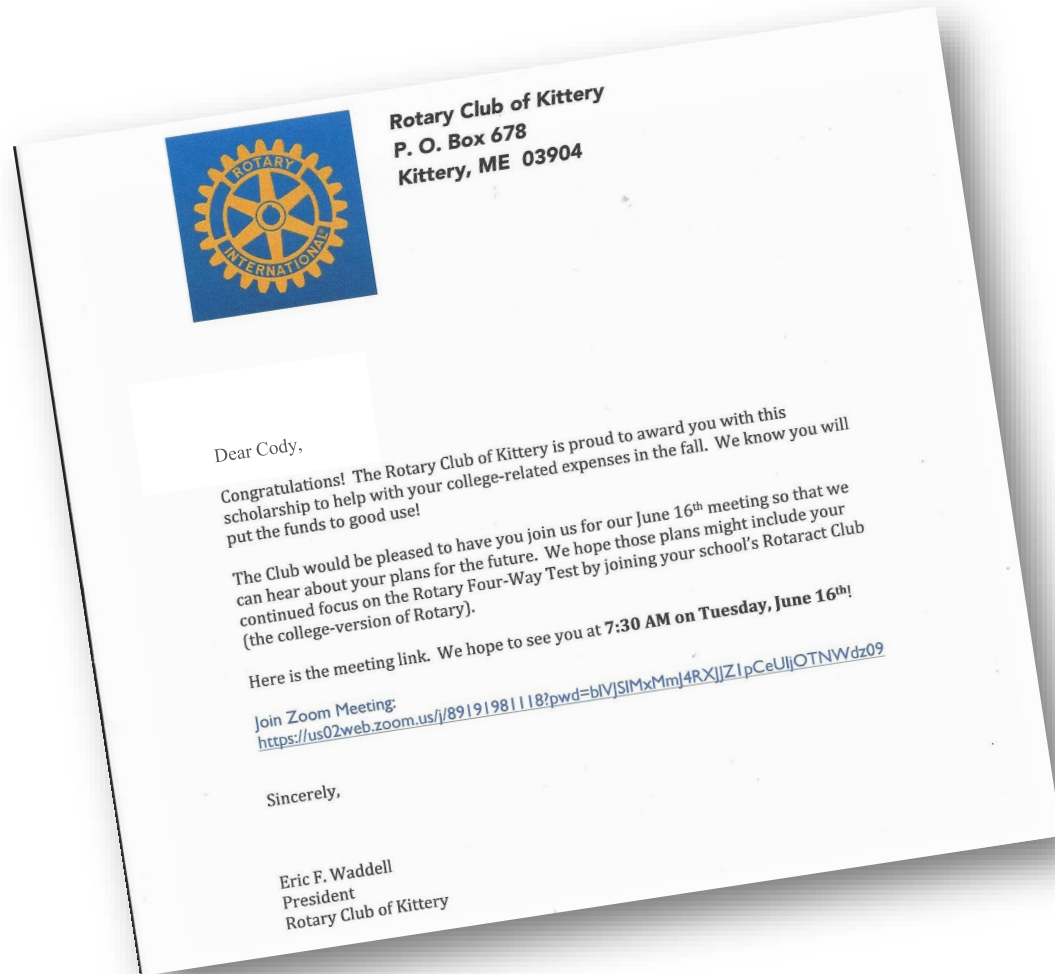 ROTARY
INTERNATIONAL
Rotary Club of Kittery
P. O. Box 678
Kittery, ME 03904
Dear Cody,
Congratulations! The Rotary Club of Kittery is proud to award you with this
scholarship to help with your college-related expenses in the fall. We know you will
put the funds to good use!
The Club would be pleased to have you join us for our June 16th meeting so that we
can hear about your plans for the future. We hope those plans might include your
continued focus on the Rotary Four-Way Test by joining your school's Rotaract Club
(the college-version of Rotary).
Here is the meeting link. We hope to see you at 7:30 AM on Tuesday, June 16th!
Join Zoom Meeting:
https://us02web.zoom.us/j/89191981118?pwd=blVJSlMxMmJ4RXJJZ1pCeUljOTNWdz09
Sincerely,
Eric F. Waddell
President
Rotary Club of Kittery